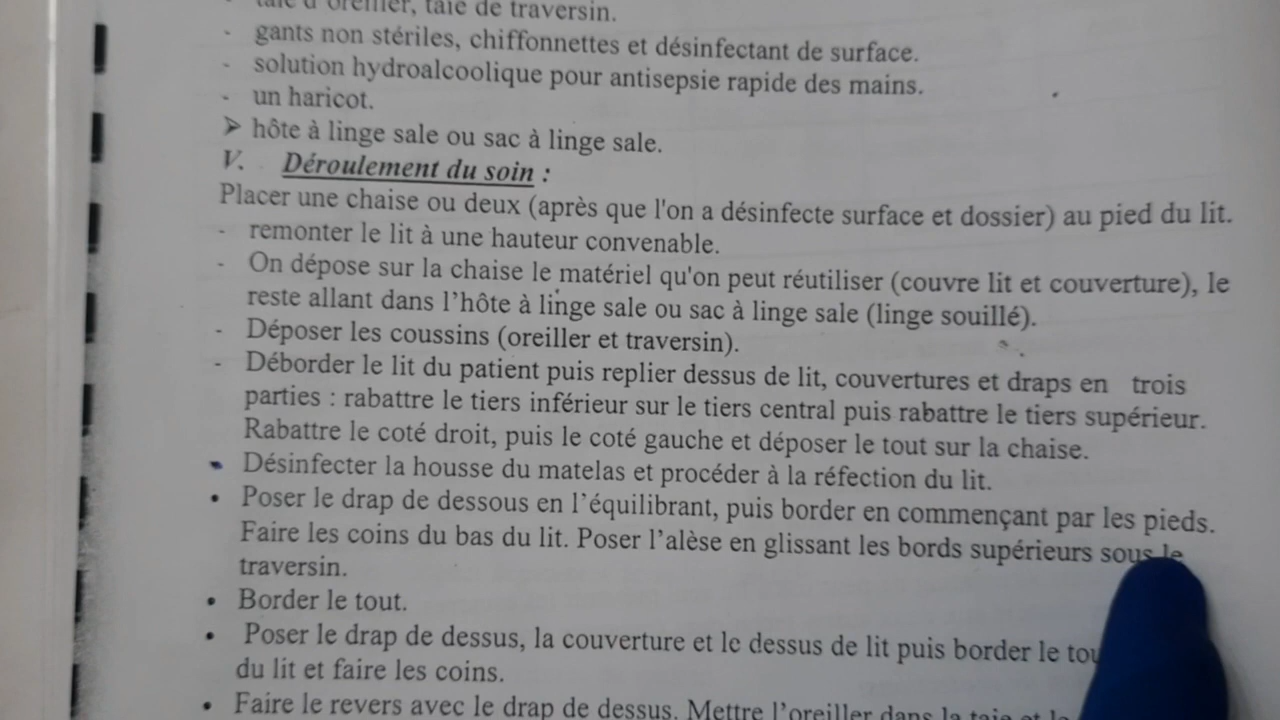 - taie d'oreiller, taie de traversin.
- gants non stériles, chiffonnettes et désinfectant de surface.
- solution hydroalcoolique pour antisepsie rapide des mains.
- un haricot.
➢ hôte à linge sale ou sac à linge sale.
V. Déroulement du soin :
Placer une chaise ou deux (après que l'on a désinfecte surface et dossier) au pied du lit.
- remonter le lit à une hauteur convenable.
- On dépose sur la chaise le matériel qu'on peut réutiliser (couvre lit et couverture), le
reste allant dans l'hôte à linge sale ou sac à linge sale (linge souillé).
- Déposer les coussins (oreiller et traversin).
- Déborder le lit du patient puis replier dessus de lit, couvertures et draps en trois
parties : rabattre le tiers inférieur sur le tiers central puis rabattre le tiers supérieur.
Rabattre le coté droit, puis le coté gauche et déposer le tout sur la chaise.
- Désinfecter la housse du matelas et procéder à la réfection du lit.
• Poser le drap de dessous en l'équilibrant, puis border en commençant par les pieds.
Faire les coins du bas du lit. Poser l'alèse en glissant les bords supérieurs sous le
traversin.
• Border le tout.
• Poser le drap de dessus, la couverture et le dessus de lit puis border le
du lit et faire les coins.
• Faire le revers avec le drap de dessus. Mettre l'oreiller dans la taie et